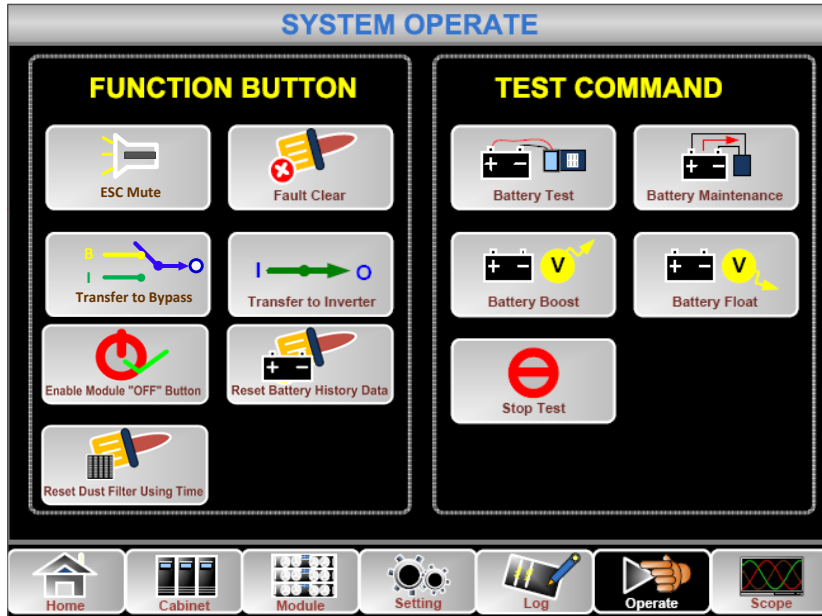 SYSTEM OPERATE
FUNCTION BUTTON
ESC Mute
Fault Clear
B
I
Transfer to Bypass
I O
Transfer to Inverter
Enable Module "OFF" Button
Reset Battery History Data
Reset Dust Filter Using Time
TEST COMMAND
Battery Test
Battery Maintenance
V
Battery Boost
V
Battery Float
Stop Test
Home
Cabinet
Module
Setting
Log
Operate
Scope